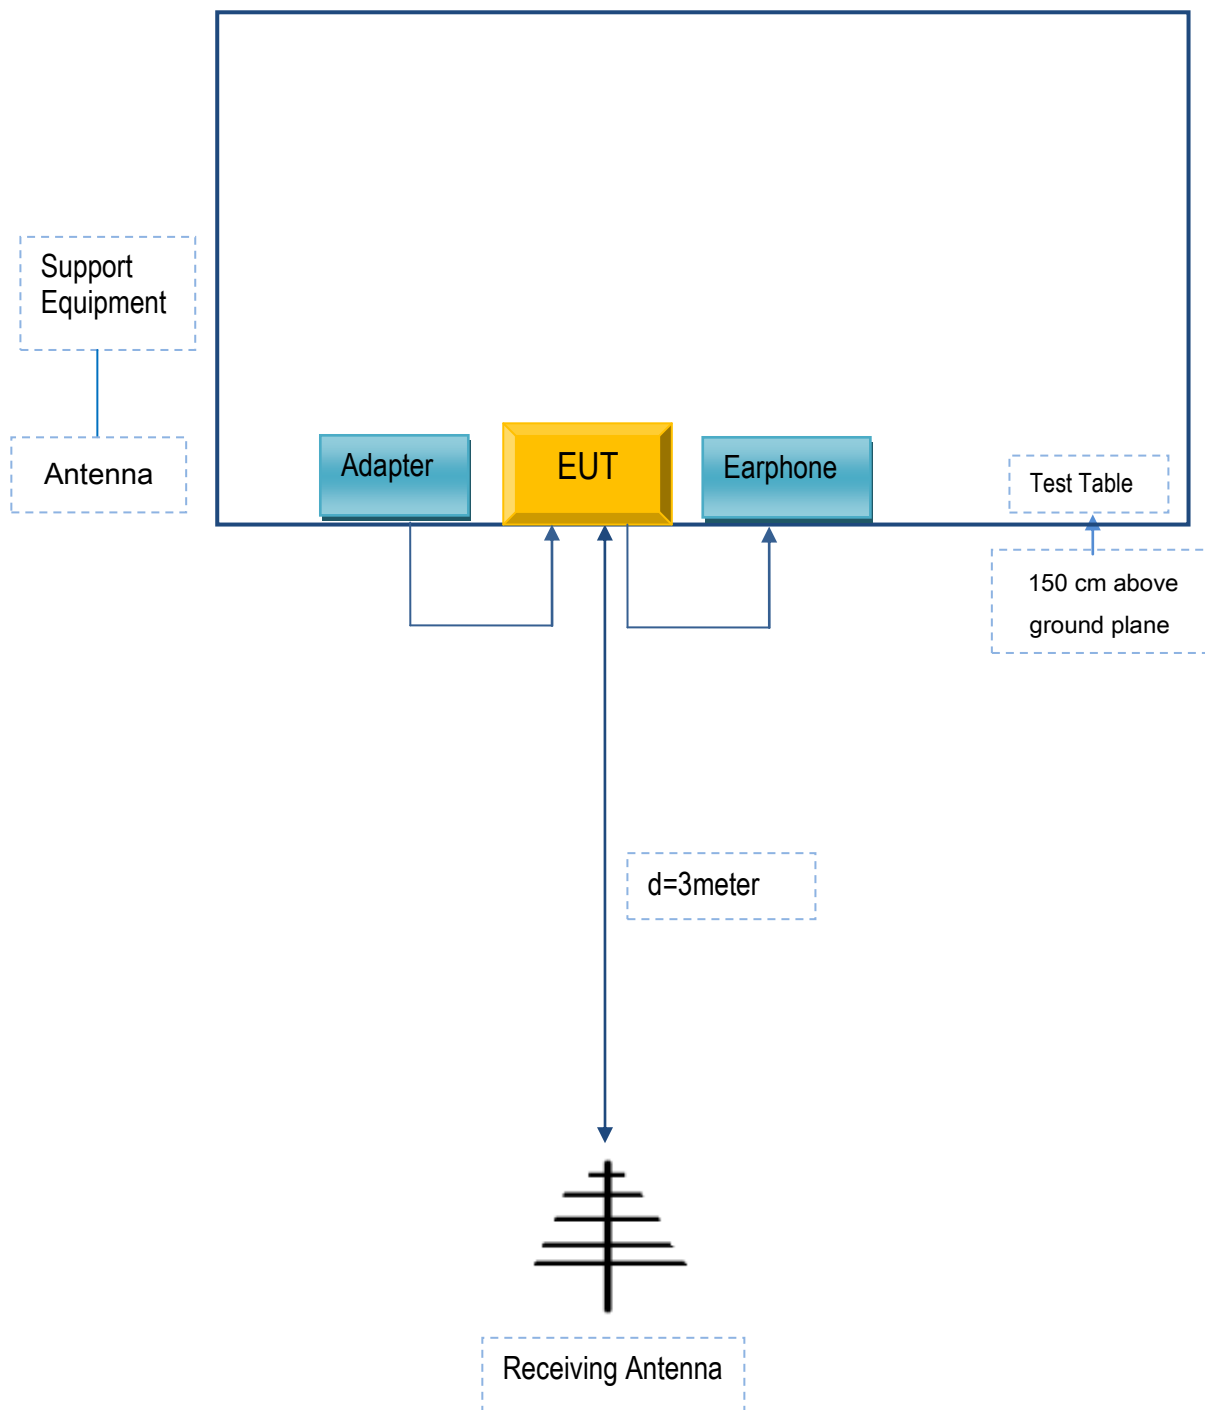 Support
Equipment
Antenna
Adapter
EUT
Earphone
Test Table
150 cm above
ground plane
d=3meter
Receiving Antenna